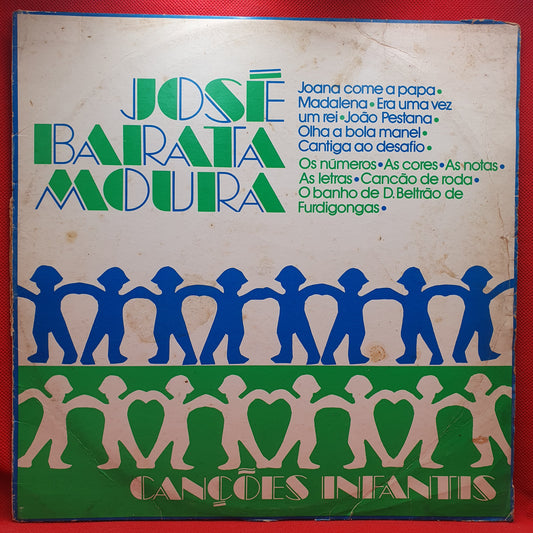 JOSÉ
BARATA
MOURA
Joana come a papa•
Madalena•Era uma vez
um rei•João Pestana•
Olha a bola manel•
Cantiga ao desafio•
Os números•As cores•As notas•
As letras•Cancão de roda•
O banho de D. Beltrão de
Furdigongas•
CANÇÕES INFANTIS